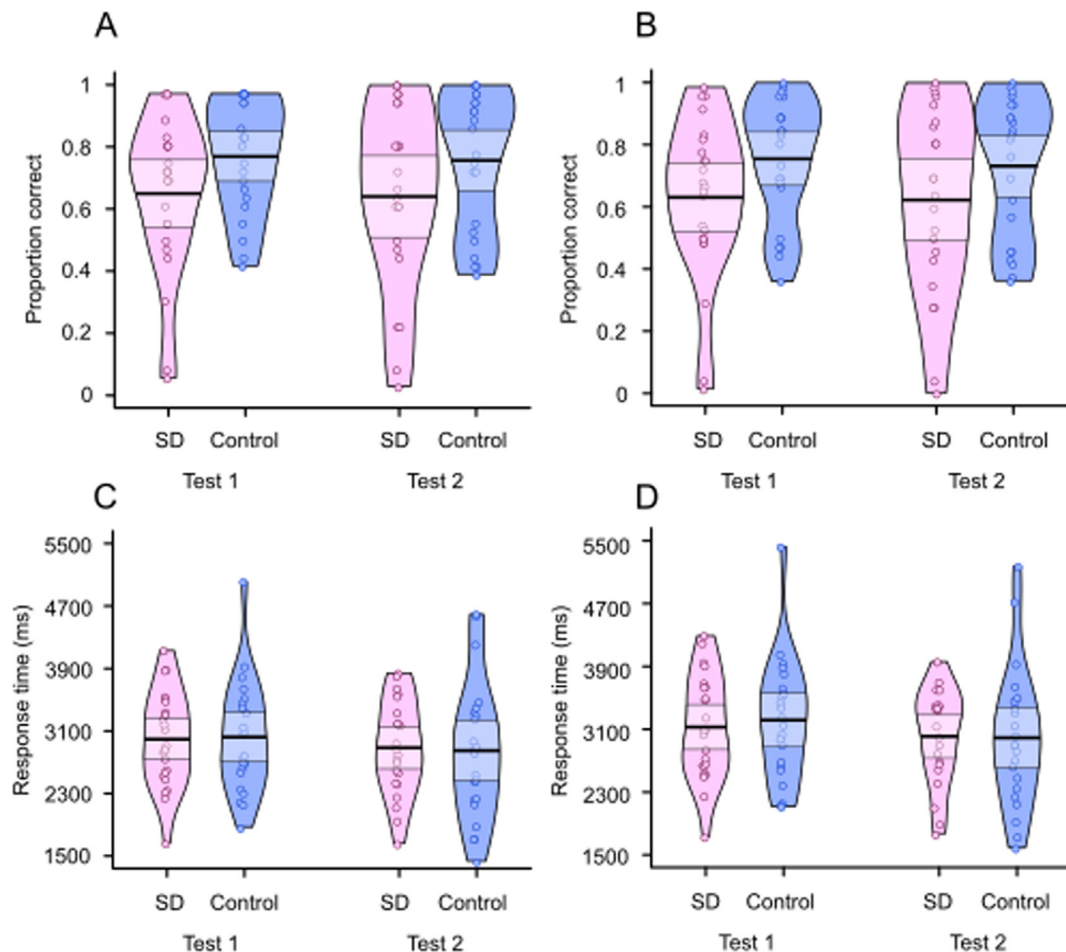 A
B
Proportion correct
1
0.8
0.6
0.4
0.2
0
SD Control SD Control
Test 1 Test 2
Proportion correct
1
0.8
0.6
0.4
0.2
0
SD Control SD Control
Test 1 Test 2
C
D
Response time (ms)
5500
4700
3900
3100
2300
1500
SD Control SD Control
Test 1 Test 2
Response time (ms)
5500
4700
3900
3100
2300
1500
SD Control SD Control
Test 1 Test 2